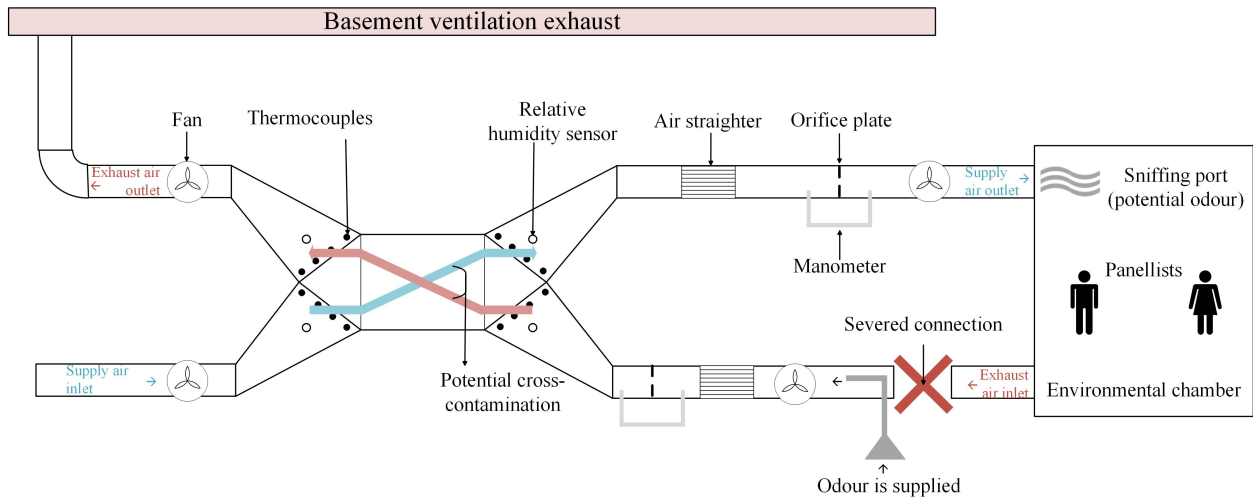 Basement ventilation exhaust
Fan
Thermocouples
Relative
humidity sensor
Air straighter
Orifice plate
Exhaust air
outlet
Supply
air outlet
Sniffing port
(potential odour)
Manometer
Panellists
Severed connection
Supply air
inlet
Potential cross-
contamination
Exhaust
air inlet
Environmental chamber
Odour is supplied